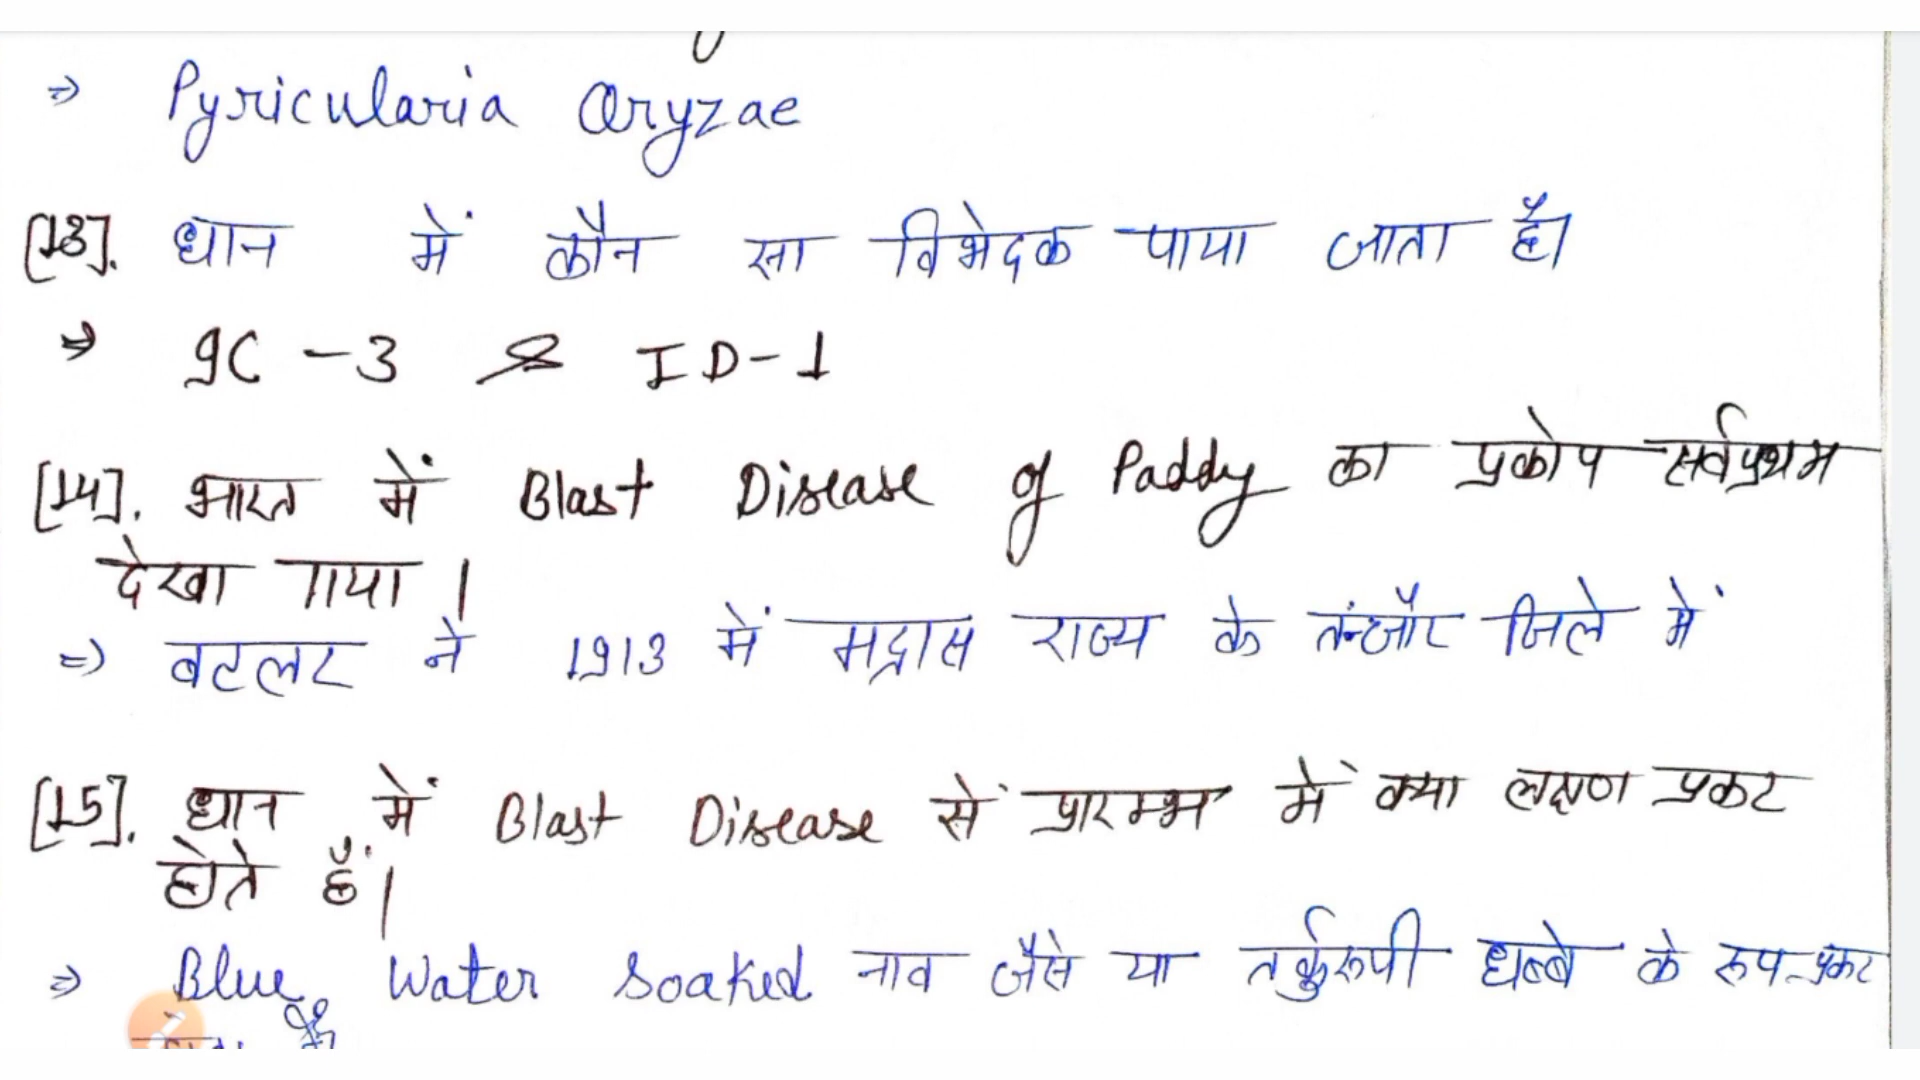 ⇒ Pyricularia Oryzae
[13]. धान में कौन सा विभेदक पाया जाता है।
⇒ IC - 3 & ID-1
[14]. भारत में Blast Disease of Paddy का प्रकोप सर्वप्रथम
देखा गया।
⇒ बटलर ने 1913 में मद्रास राज्य के तंन्जौर जिले में
[15]. धान में Blast Disease से प्रारम्भ में क्या लक्षण प्रकट
होते हैं।
⇒ Blue Water Soaked नाव जैसे या तर्कुरूपी धब्बे के रूप प्रकट